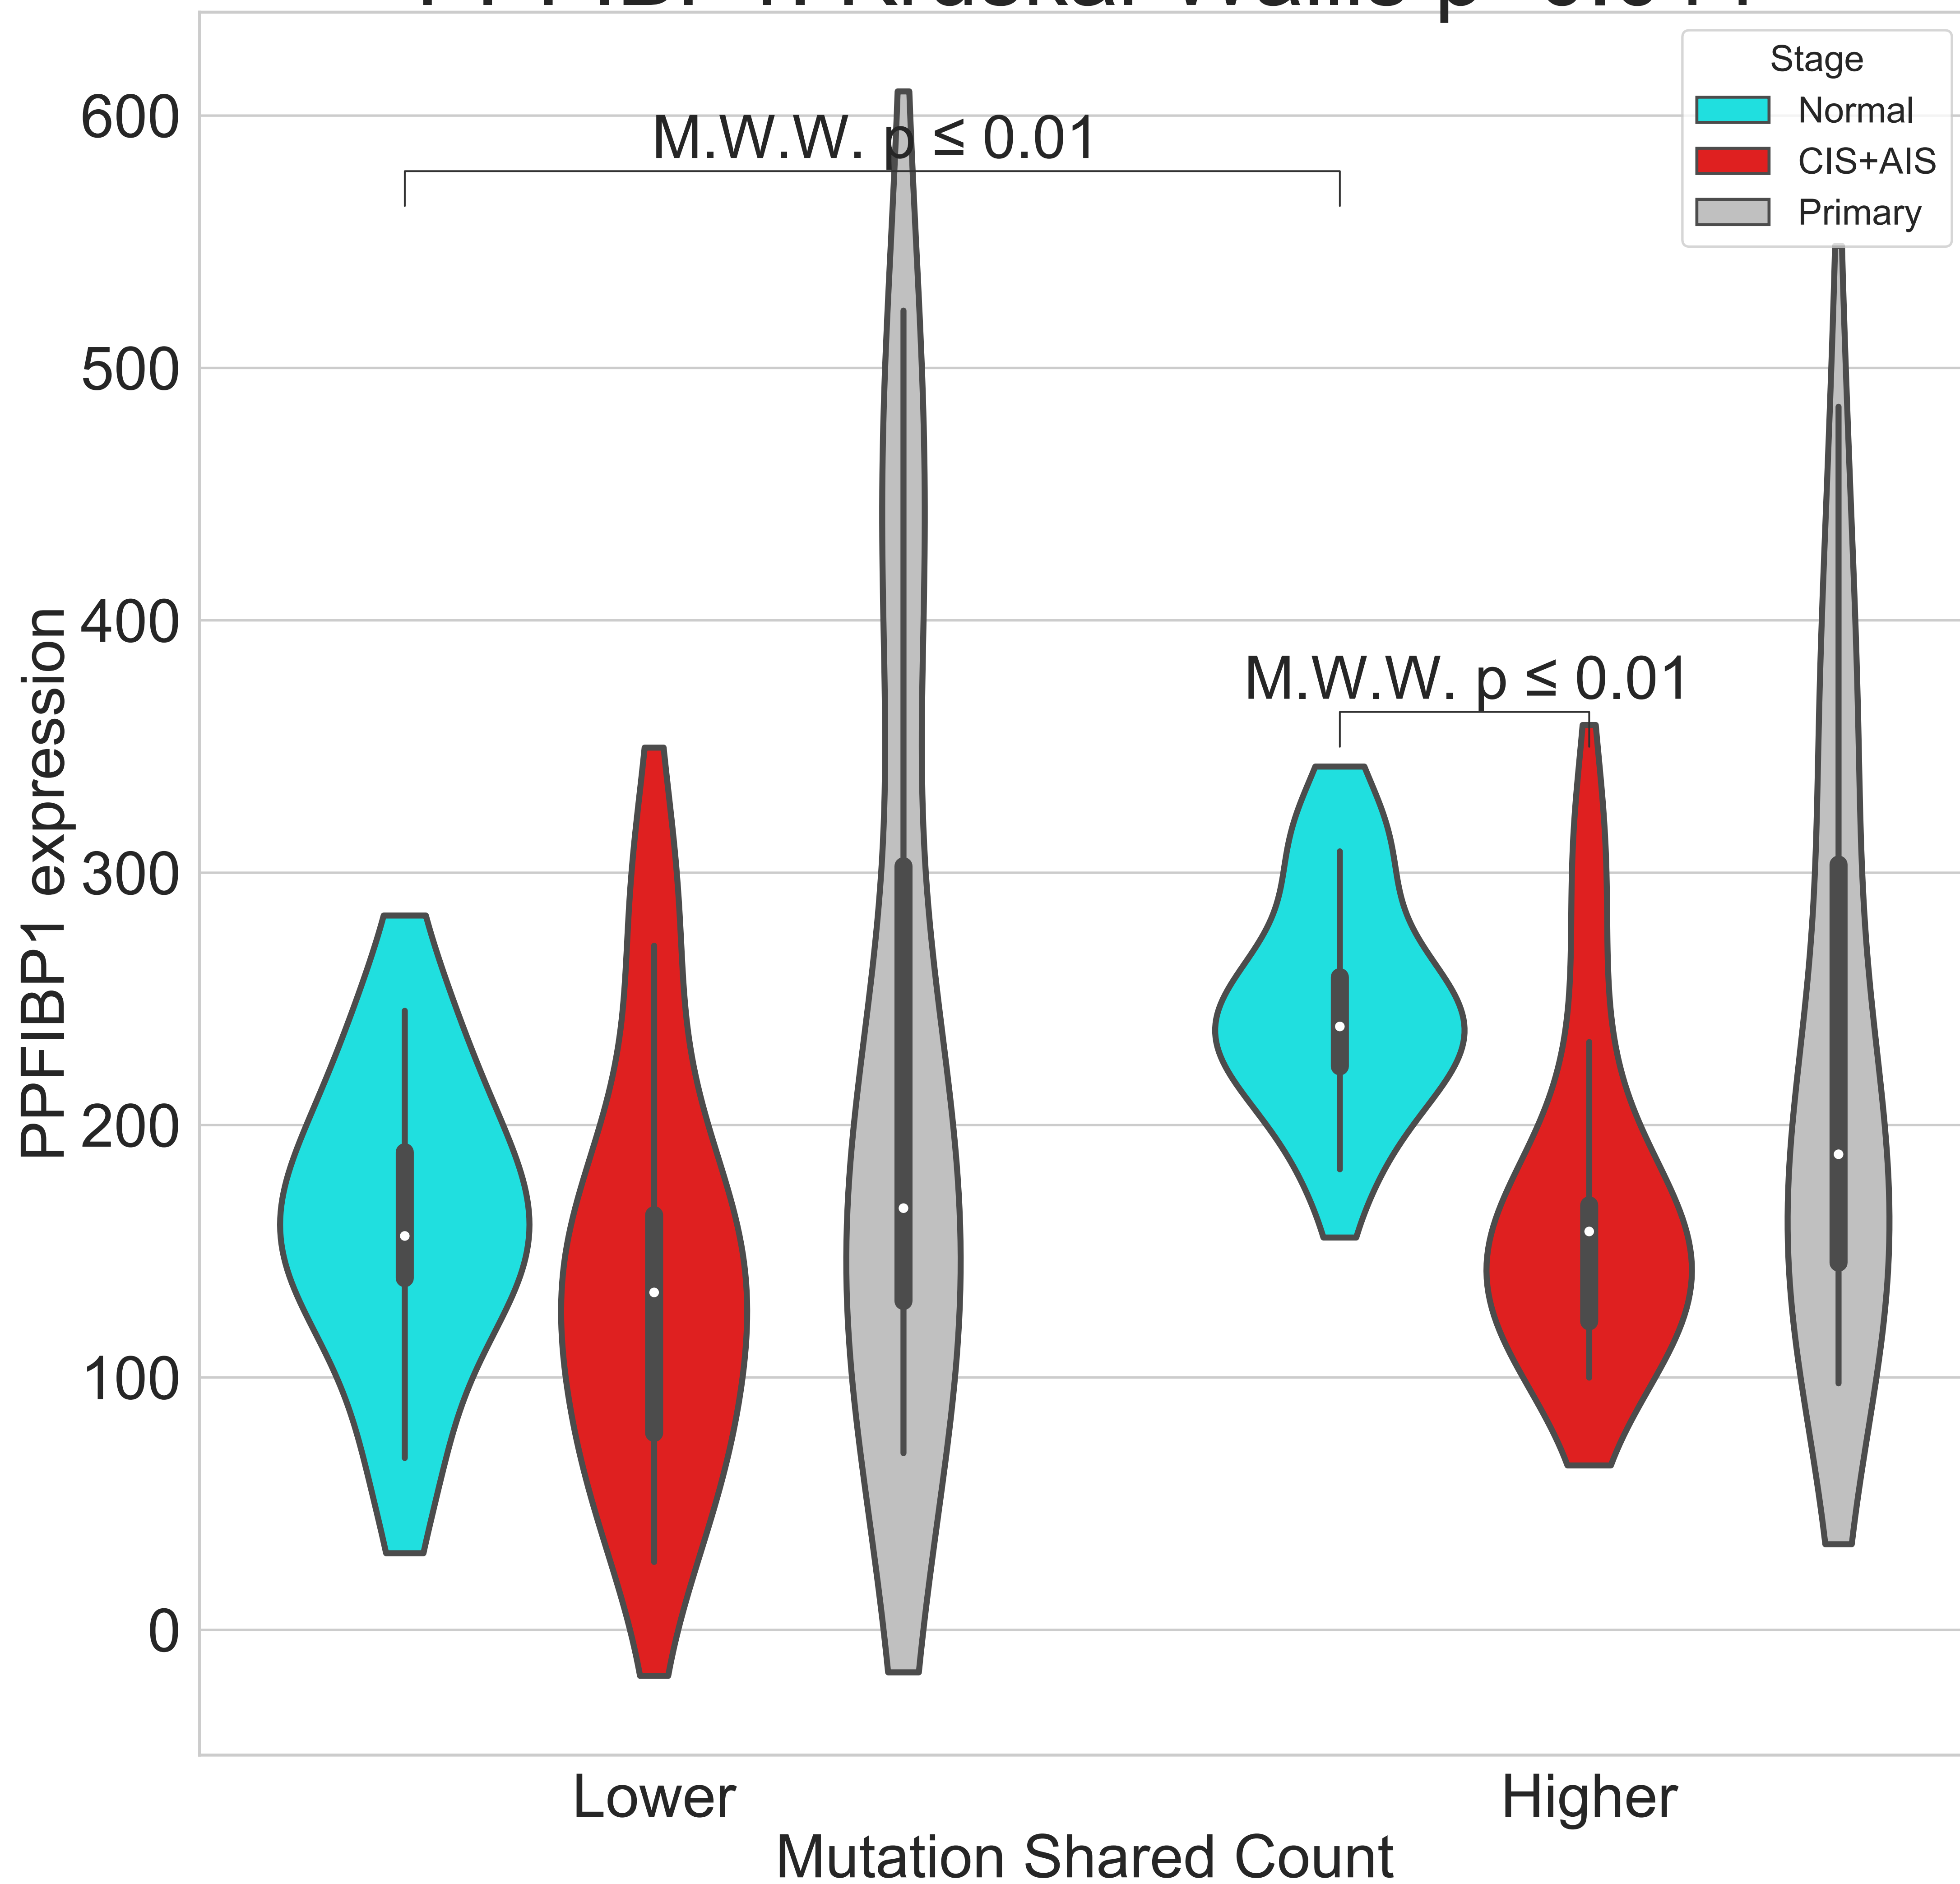 Stage
Normal
CIS+AIS
Primary
M.W.W. p ≤ 0.01
M.W.W. p ≤ 0.01
600
500
400
300
200
100
0
PPFIBP1 expression
Lower
Higher
Mutation Shared Count